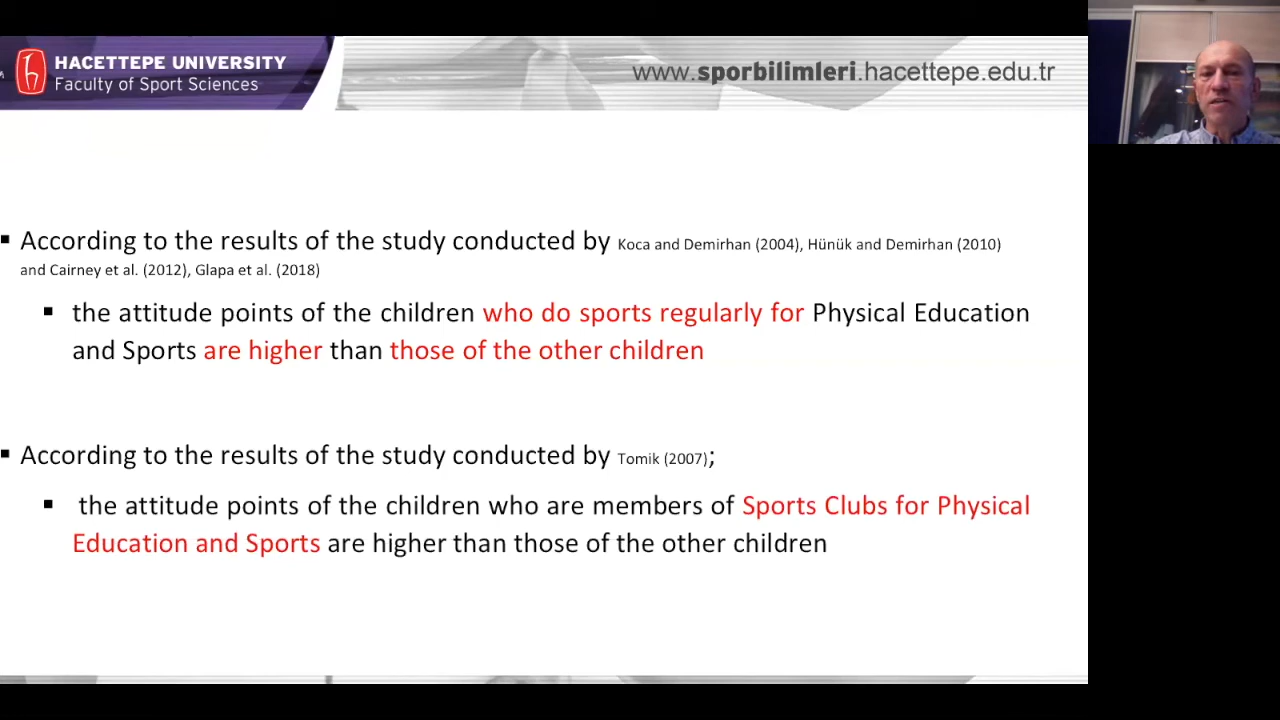 HACETTEPE UNIVERSITY
Faculty of Sport Sciences
www.sporbilimleri.hacettepe.edu.tr
▪ According to the results of the study conducted by Koca and Demirhan (2004), Hünük and Demirhan (2010)
and Cairney et al. (2012), Glapa et al. (2018)
▪ the attitude points of the children who do sports regularly for Physical Education
and Sports are higher than those of the other children
▪ According to the results of the study conducted by Tomik (2007);
▪ the attitude points of the children who are members of Sports Clubs for Physical
Education and Sports are higher than those of the other children